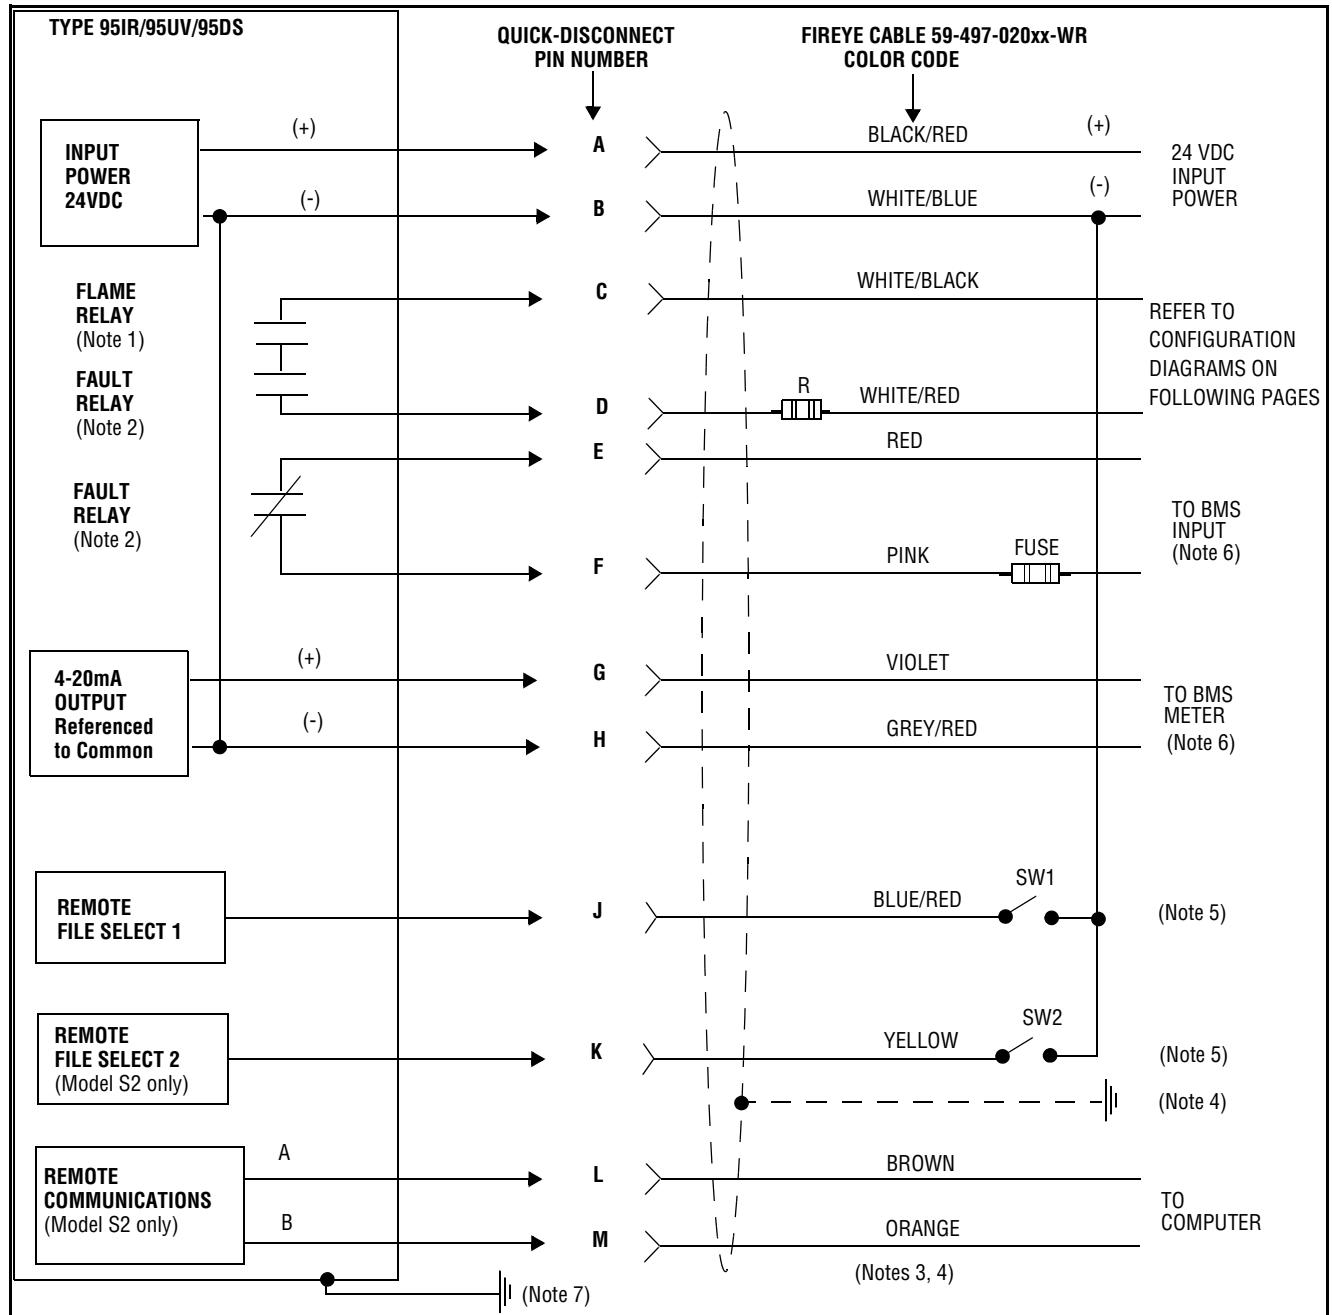 TYPE 95IR/95UV/95DS
QUICK-DISCONNECT
PIN NUMBER
FIREYE CABLE 59-497-020xx-WR
COLOR CODE
INPUT
POWER
24VDC
(+)
A
BLACK/RED
(+)
24 VDC
INPUT
POWER
(-)
B
WHITE/BLUE
(-)
FLAME
RELAY
(Note 1)
C
WHITE/BLACK
REFER TO
CONFIGURATION
DIAGRAMS ON
FOLLOWING PAGES
FAULT
RELAY
(Note 2)
D
R
WHITE/RED
E
RED
FAULT
RELAY
(Note 2)
TO BMS
INPUT
(Note 6)
F
PINK
FUSE
4-20mA
OUTPUT
Referenced
to Common
(+)
G
VIOLET
TO BMS
METER
(Note 6)
(-)
H
GREY/RED
REMOTE
FILE SELECT 1
J
BLUE/RED
SW1
(Note 5)
REMOTE
FILE SELECT 2
(Model S2 only)
K
YELLOW
SW2
(Note 5)
(Note 4)
REMOTE
COMMUNICATIONS
(Model S2 only)
A
L
BROWN
TO
COMPUTER
B
M
ORANGE
(Notes 3, 4)
(Note 7)